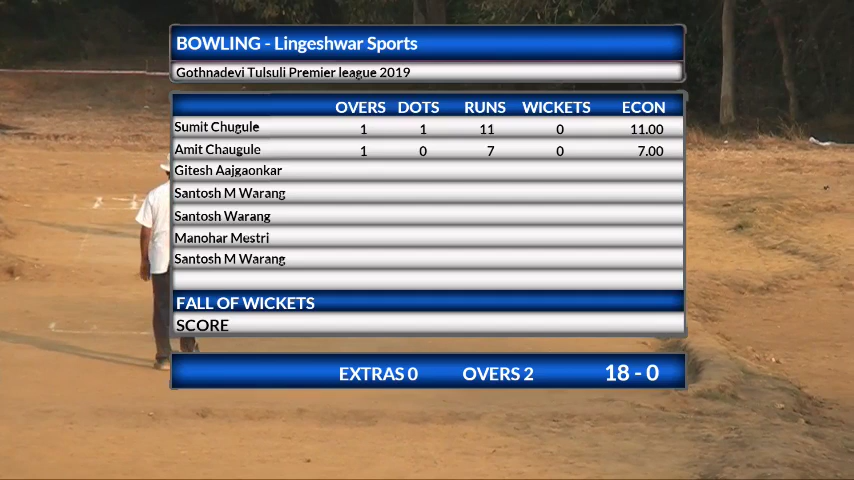 BOWLING - Lingeshwar Sports
Gothnadevi Tulsuli Premier league 2019
OVERS DOTS RUNS WICKETS ECON
Sumit Chugule 1 1 11 0 11.00
Amit Chaugule 1 0 7 0 7.00
Gitesh Aajgaonkar
Santosh M Warang
Santosh Warang
Manohar Mestri
Santosh M Warang
FALL OF WICKETS
SCORE
EXTRAS 0 OVERS 2 18 - 0